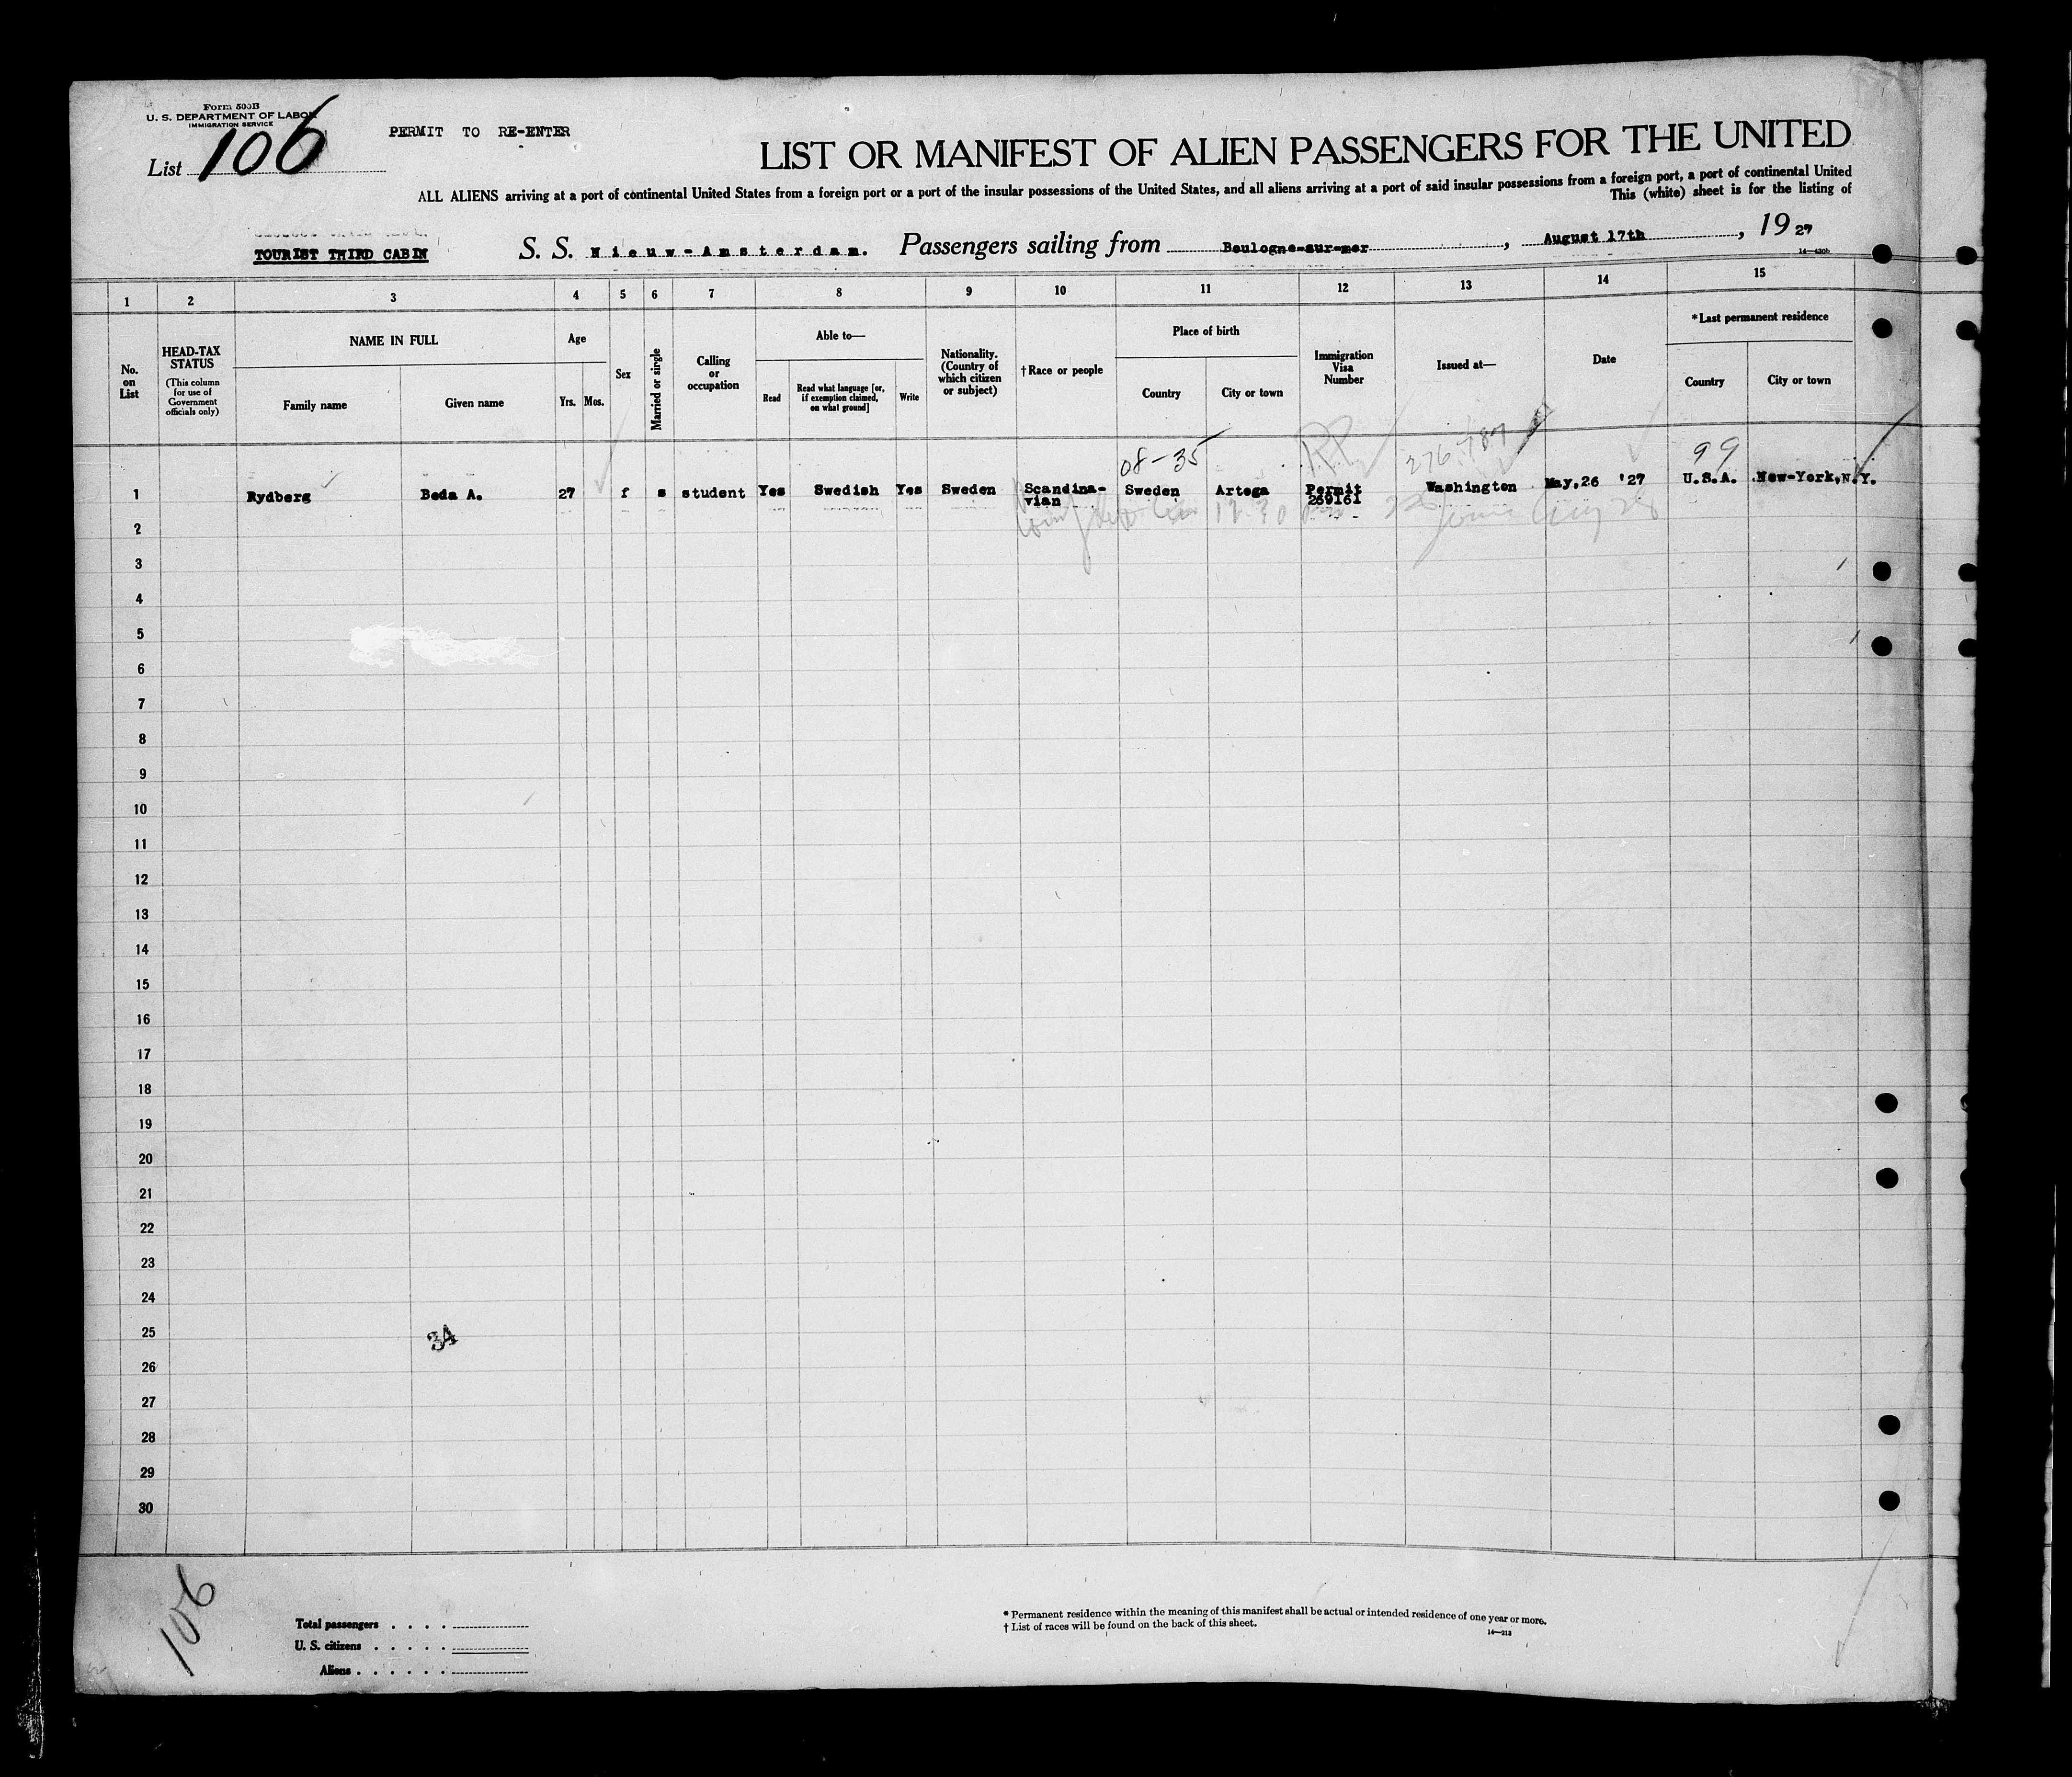 Form 500B
U. S. DEPARTMENT OF LABOR
IMMIGRATION SERVICE
List 106
PERMIT TO RE-ENTER
LIST OR MANIFEST OF ALIEN PASSENGERS FOR THE UNITED
ALL ALIENS arriving at a port of continental United States from a foreign port or a port of the insular possessions of the United States, and all aliens arriving at a port of said insular possessions from a foreign port, a port of continental United
This (white) sheet is for the listing of
TOURIST THIRD CABIN
S. S. Nieuw-Amsterdam. Passengers sailing from Boulogne-sur-mer, August 17th, 19 27
1 2 3 4 5 6 7 8 9 10 11 12 13 14 15
No. on List
HEAD-TAX STATUS
(This column for use of Government officials only)
NAME IN FULL
Family name
Given name
Age
Yrs. Mos.
Sex
Married or single
Calling or occupation
Able to—
Read
Read what language [or, if exemption claimed, on what ground]
Write
Nationality. (Country of which citizen or subject)
†Race or people
Place of birth
Country
City or town
Immigration Visa Number
Issued at—
Date
*Last permanent residence
Country
City or town
08-35
99
1 Rydberg Beda A. 27 f s student Yes Swedish Yes Sweden Scandina-vian Sweden Artega Permit 269161 Washington May,26 '27 U.S.A. New-York,N.Y.
2
3
4
5
6
7
8
9
10
11
12
13
14
15
16
17
18
19
20
21
22
23
24
25
34
26
27
28
29
30
106
Total passengers . . . .
U. S. citizens . . . . .
Aliens . . . . . .
* Permanent residence within the meaning of this manifest shall be actual or intended residence of one year or more.
† List of races will be found on the back of this sheet.
14—213